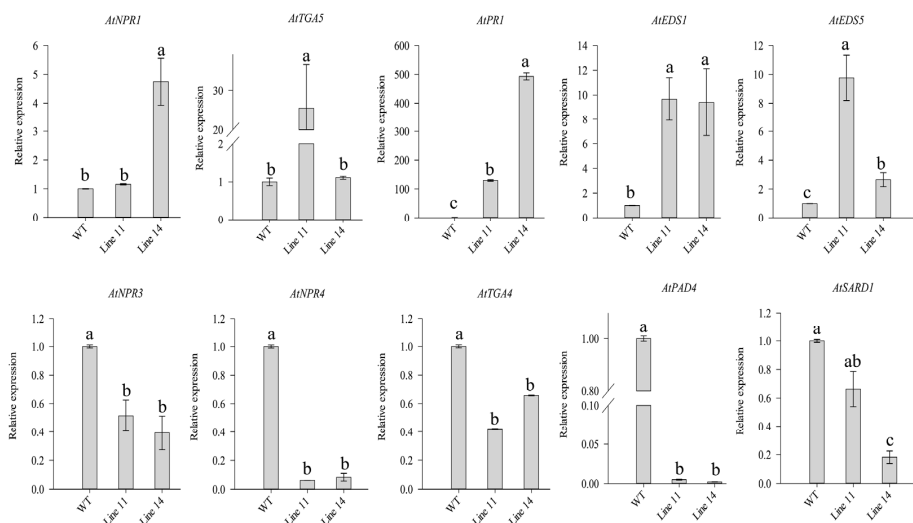 AtNPR1
Relative expression
6
5
4
3
2
1
0
a
b
b
WT
Line 11
Line 14
AtTGA5
Relative expression
30
20
2
1
0
a
b
b
WT
Line 11
Line 14
AtPR1
Relative expression
600
500
400
300
200
100
0
a
b
c
WT
Line 11
Line 14
AtEDS1
Relative expression
14
12
10
8
6
4
2
0
a
a
b
WT
Line 11
Line 14
AtEDS5
Relative expression
12
10
8
6
4
2
0
a
b
c
WT
Line 11
Line 14
AtNPR3
Relative expression
1.2
1.0
0.8
0.6
0.4
0.2
0.0
a
b
b
WT
Line 11
Line 14
AtNPR4
Relative expression
1.2
1.0
0.8
0.6
0.4
0.2
0.0
a
b
b
WT
Line 11
Line 14
AtTGA4
Relative expression
1.2
1.0
0.8
0.6
0.4
0.2
0.0
a
b
b
WT
Line 11
Line 14
AtPAD4
Relative expression
1.00
0.80
0.10
0.05
0.00
a
b
b
WT
Line 11
Line 14
AtSARD1
Relative expression
1.2
1.0
0.8
0.6
0.4
0.2
0.0
a
ab
c
WT
Line 11
Line 14